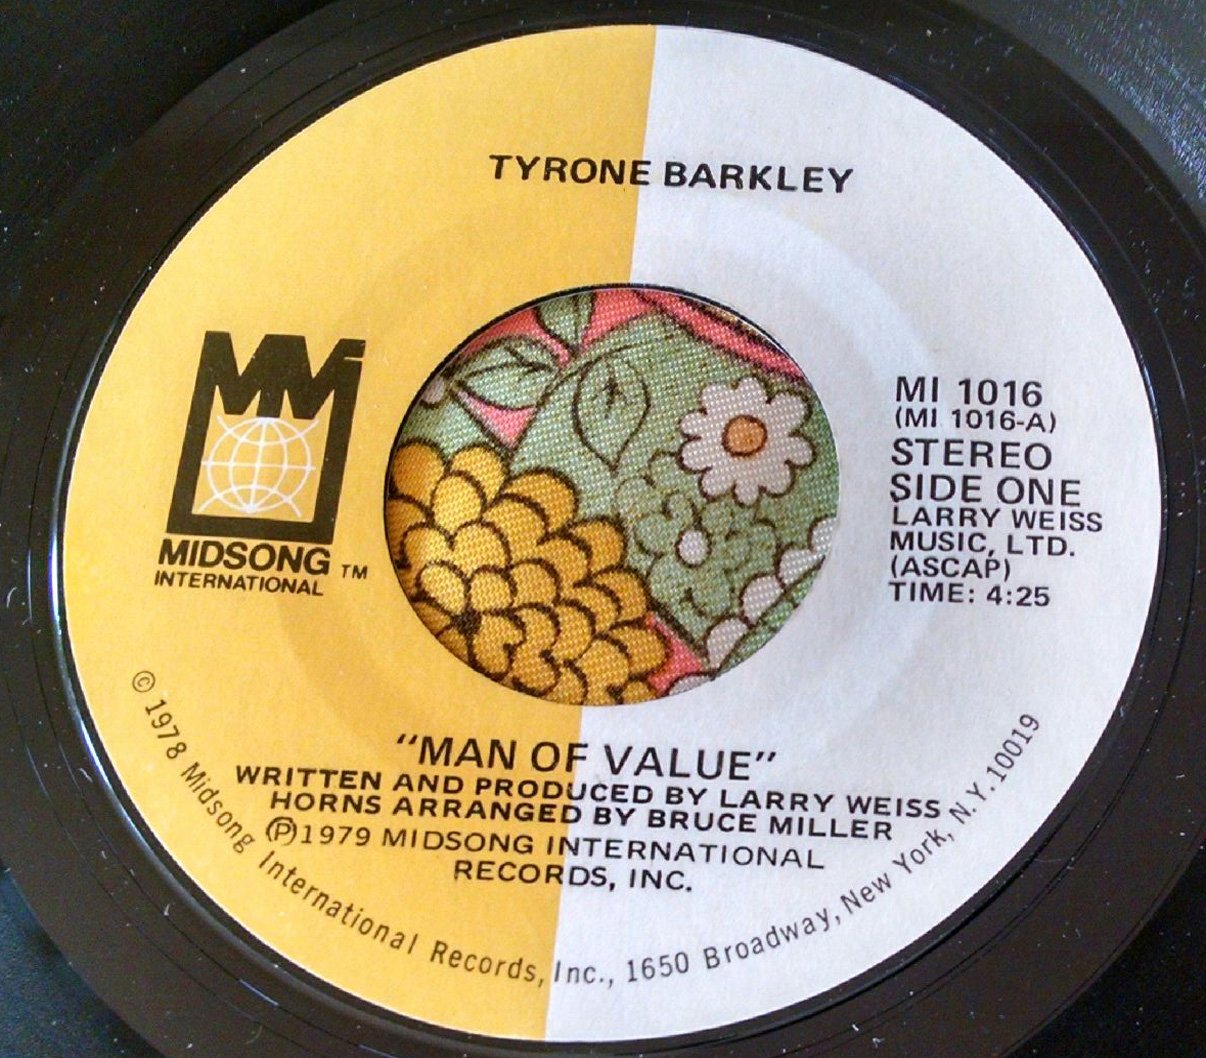 TYRONE BARKLEY
MM
MIDSONG TM
INTERNATIONAL
MI 1016
(MI 1016-A)
STEREO
SIDE ONE
LARRY WEISS
MUSIC, LTD.
(ASCAP)
TIME: 4:25
"MAN OF VALUE"
WRITTEN AND PRODUCED BY LARRY WEISS
HORNS ARRANGED BY BRUCE MILLER
℗1979 MIDSONG INTERNATIONAL
RECORDS, INC.
© 1978 Midsong International Records, Inc., 1650 Broadway, New York, N.Y. 10019